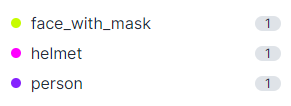 face_with_mask 1
helmet 1
person 1